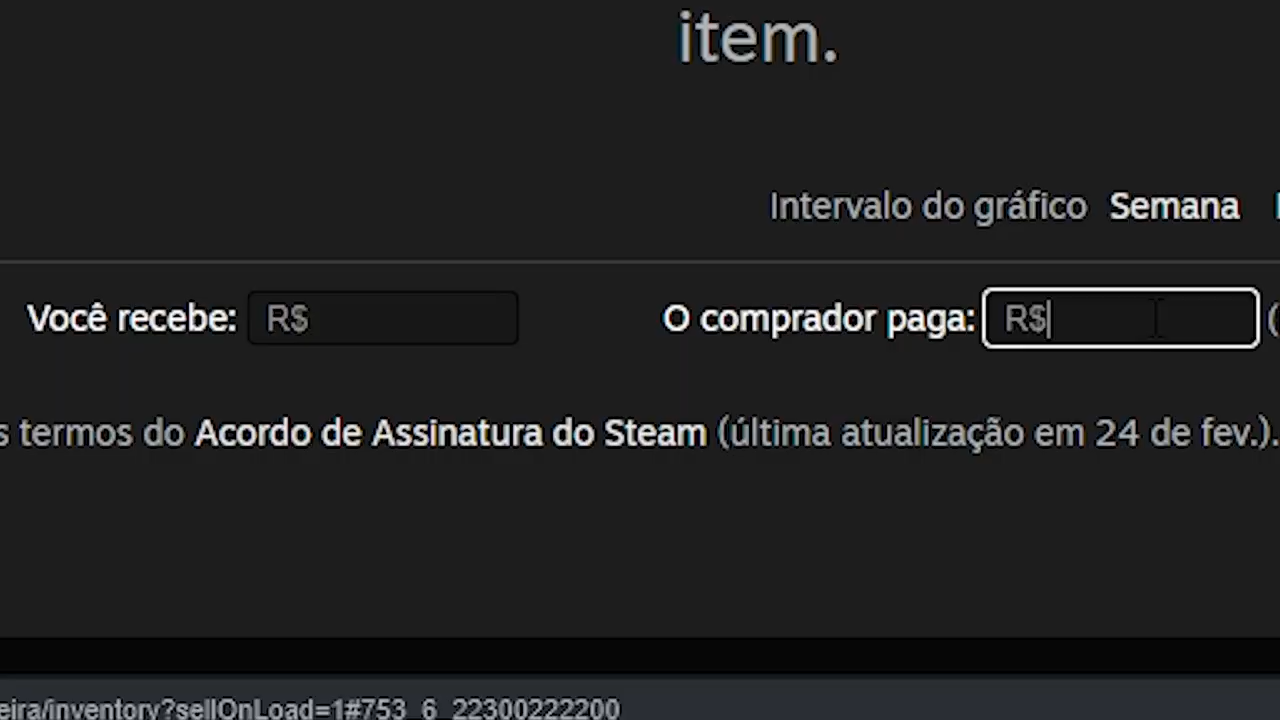 item.
Intervalo do gráfico Semana
Você recebe: R$ O comprador paga: R$ (
s termos do Acordo de Assinatura do Steam (última atualização em 24 de fev.).
eira/inventory?sellOnLoad=1#753_6_22300222200